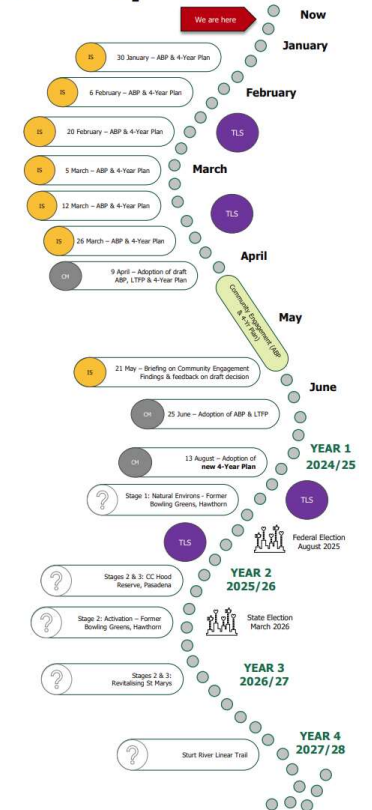 Now
We are here
January
IS
30 January – ABP & 4-Year Plan
February
IS
6 February – ABP & 4-Year Plan
IS
20 February – ABP & 4-Year Plan
TLS
March
IS
5 March – ABP & 4-Year Plan
IS
12 March – ABP & 4-Year Plan
TLS
IS
26 March – ABP & 4-Year Plan
April
CM
9 April – Adoption of draft
ABP, LTFP & 4-Year Plan
Community Engagement (ABP
& 4-Yr Plan)
May
IS
21 May – Briefing on Community Engagement
Findings & feedback on draft decision
June
CM
25 June – Adoption of ABP & LTFP
YEAR 1
2024/25
CM
13 August – Adoption of
new 4-Year Plan
?
Stage 1: Natural Environs - Former
Bowling Greens, Hawthorn
TLS
TLS
Federal Election
August 2025
YEAR 2
2025/26
?
Stages 2 & 3: CC Hood
Reserve, Pasadena
?
Stage 2: Activation – Former
Bowling Greens, Hawthorn
State Election
March 2026
YEAR 3
2026/27
?
Stages 2 & 3:
Revitalising St Marys
YEAR 4
2027/28
?
Sturt River Linear Trail